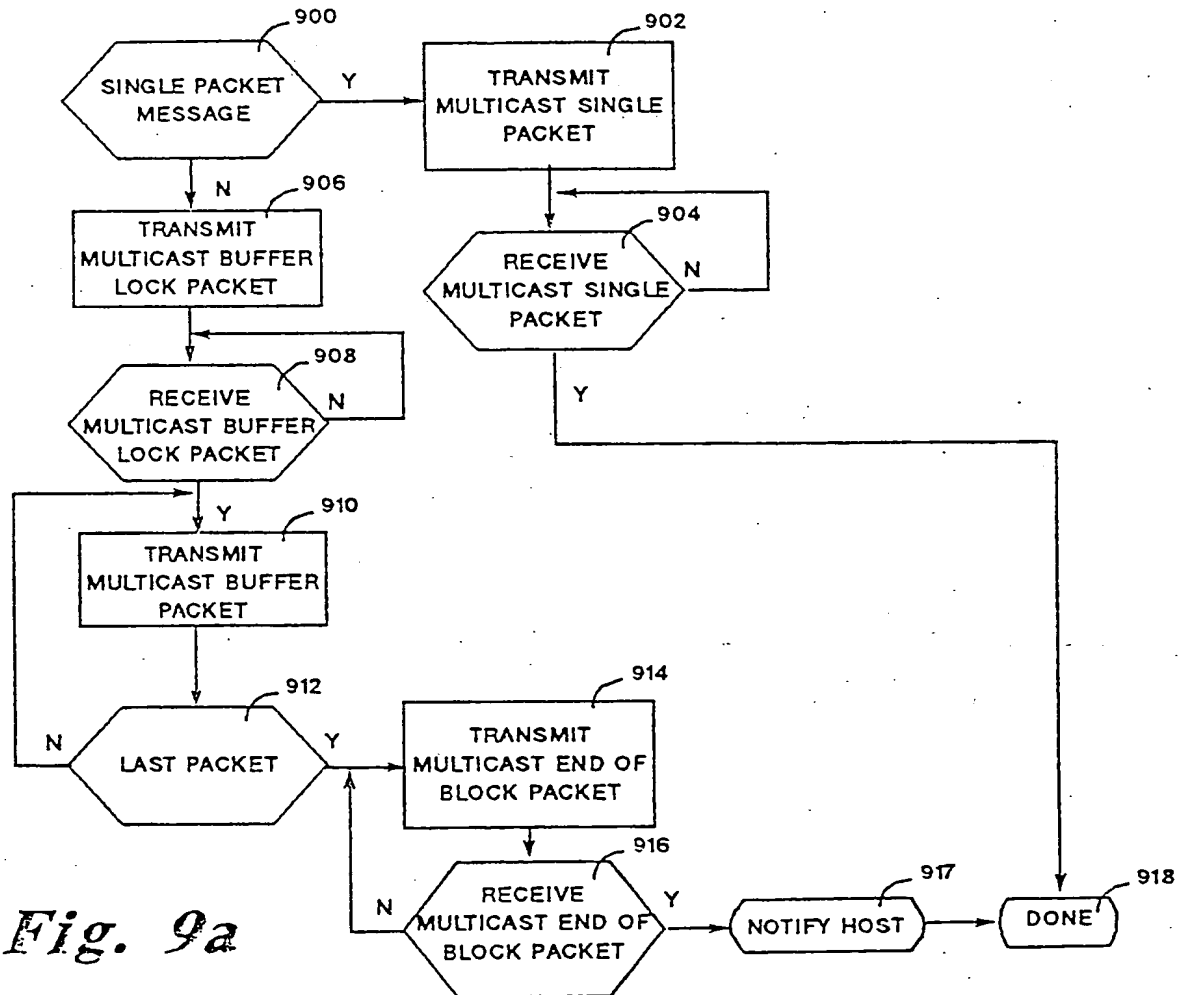 900
SINGLE PACKET
MESSAGE
Y
902
TRANSMIT
MULTICAST SINGLE
PACKET
N
906
TRANSMIT
MULTICAST BUFFER
LOCK PACKET
904
RECEIVE
MULTICAST SINGLE
PACKET
N
Y
908
RECEIVE
MULTICAST BUFFER
LOCK PACKET
N
Y
910
TRANSMIT
MULTICAST BUFFER
PACKET
912
LAST PACKET
N
Y
914
TRANSMIT
MULTICAST END OF
BLOCK PACKET
916
RECEIVE
MULTICAST END OF
BLOCK PACKET
N
Y
917
NOTIFY HOST
918
DONE
Fig. 9a